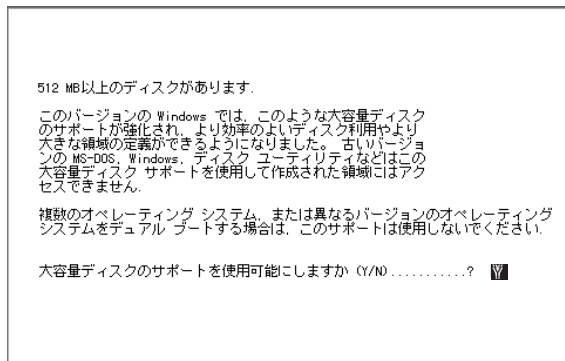 512 MB以上のディスクがあります.
このバージョンの Windows では, このような大容量ディスク
のサポートが強化され, より効率のよいディスク利用やより
大きな領域の定義ができるようになりました。 古いバージョ
ンの MS-DOS, Windows, ディスク ユーティリティなどはこの
大容量ディスク サポートを使用して作成された領域にはアク
セスできません.
複数のオペレーティング システム, または異なるバージョンのオペレーティング
システムをデュアル ブートする場合は, このサポートは使用しないでください.
大容量ディスクのサポートを使用可能にしますか (Y/N)...........? Y